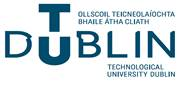 OLLSCOIL TEICNEOLAÍOCHTA
BHAILE ÁTHA CLIATH
TU
DUBLIN
TECHNOLOGICAL
UNIVERSITY DUBLIN